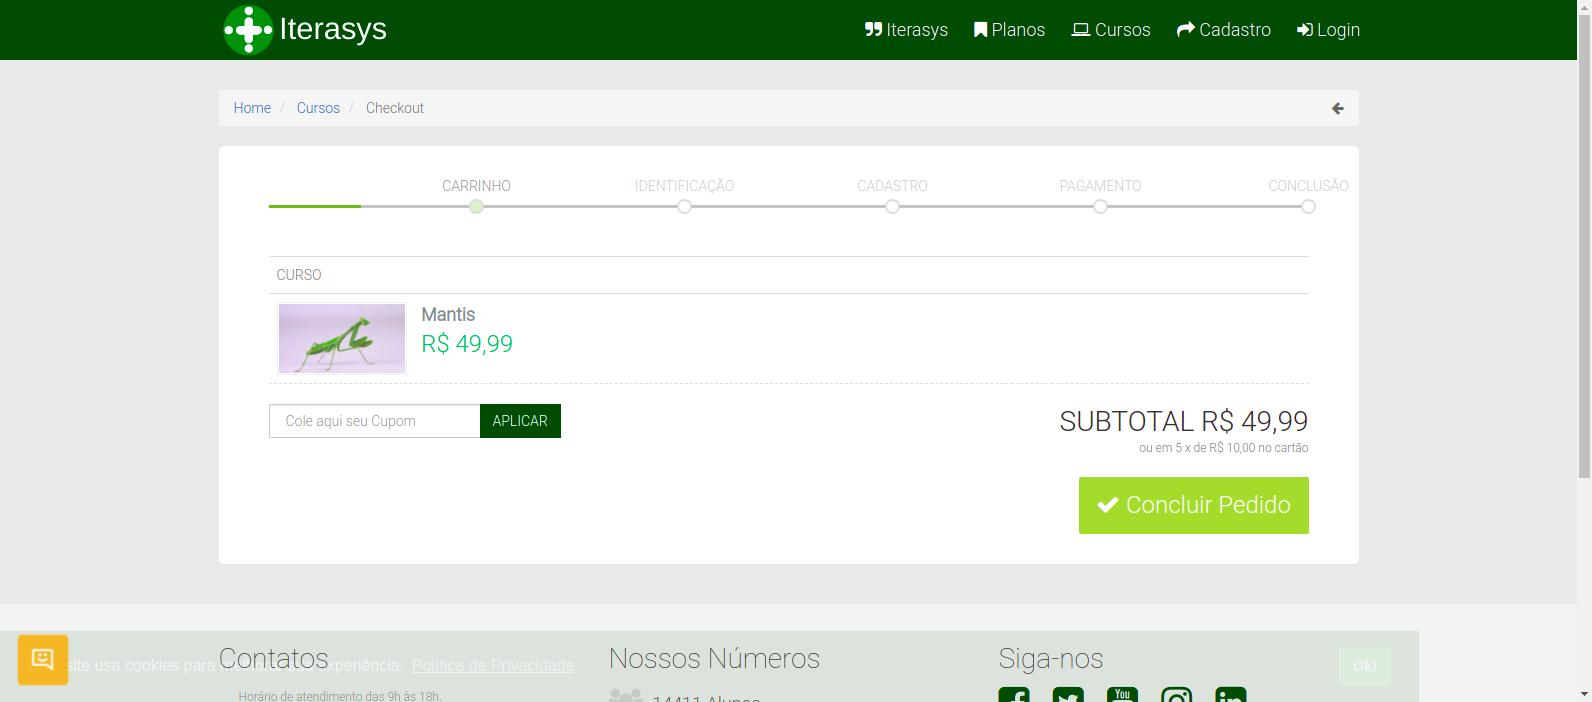 Iterasys
Iterasys Planos Cursos Cadastro Login
Home / Cursos / Checkout
CARRINHO IDENTIFICAÇÃO CADASTRO PAGAMENTO CONCLUSÃO
CURSO
Mantis
R$ 49,99
Cole aqui seu Cupom APLICAR
SUBTOTAL R$ 49,99
ou em 5 x de R$ 10,00 no cartão
Concluir Pedido
Contatos Nossos Números Siga-nos
site usa cookies para experiência. Política de Privacidade Ok!
Horário de atendimento das 9h às 18h.
14411 Alunos
You